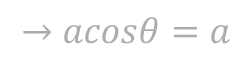 → acosθ = a